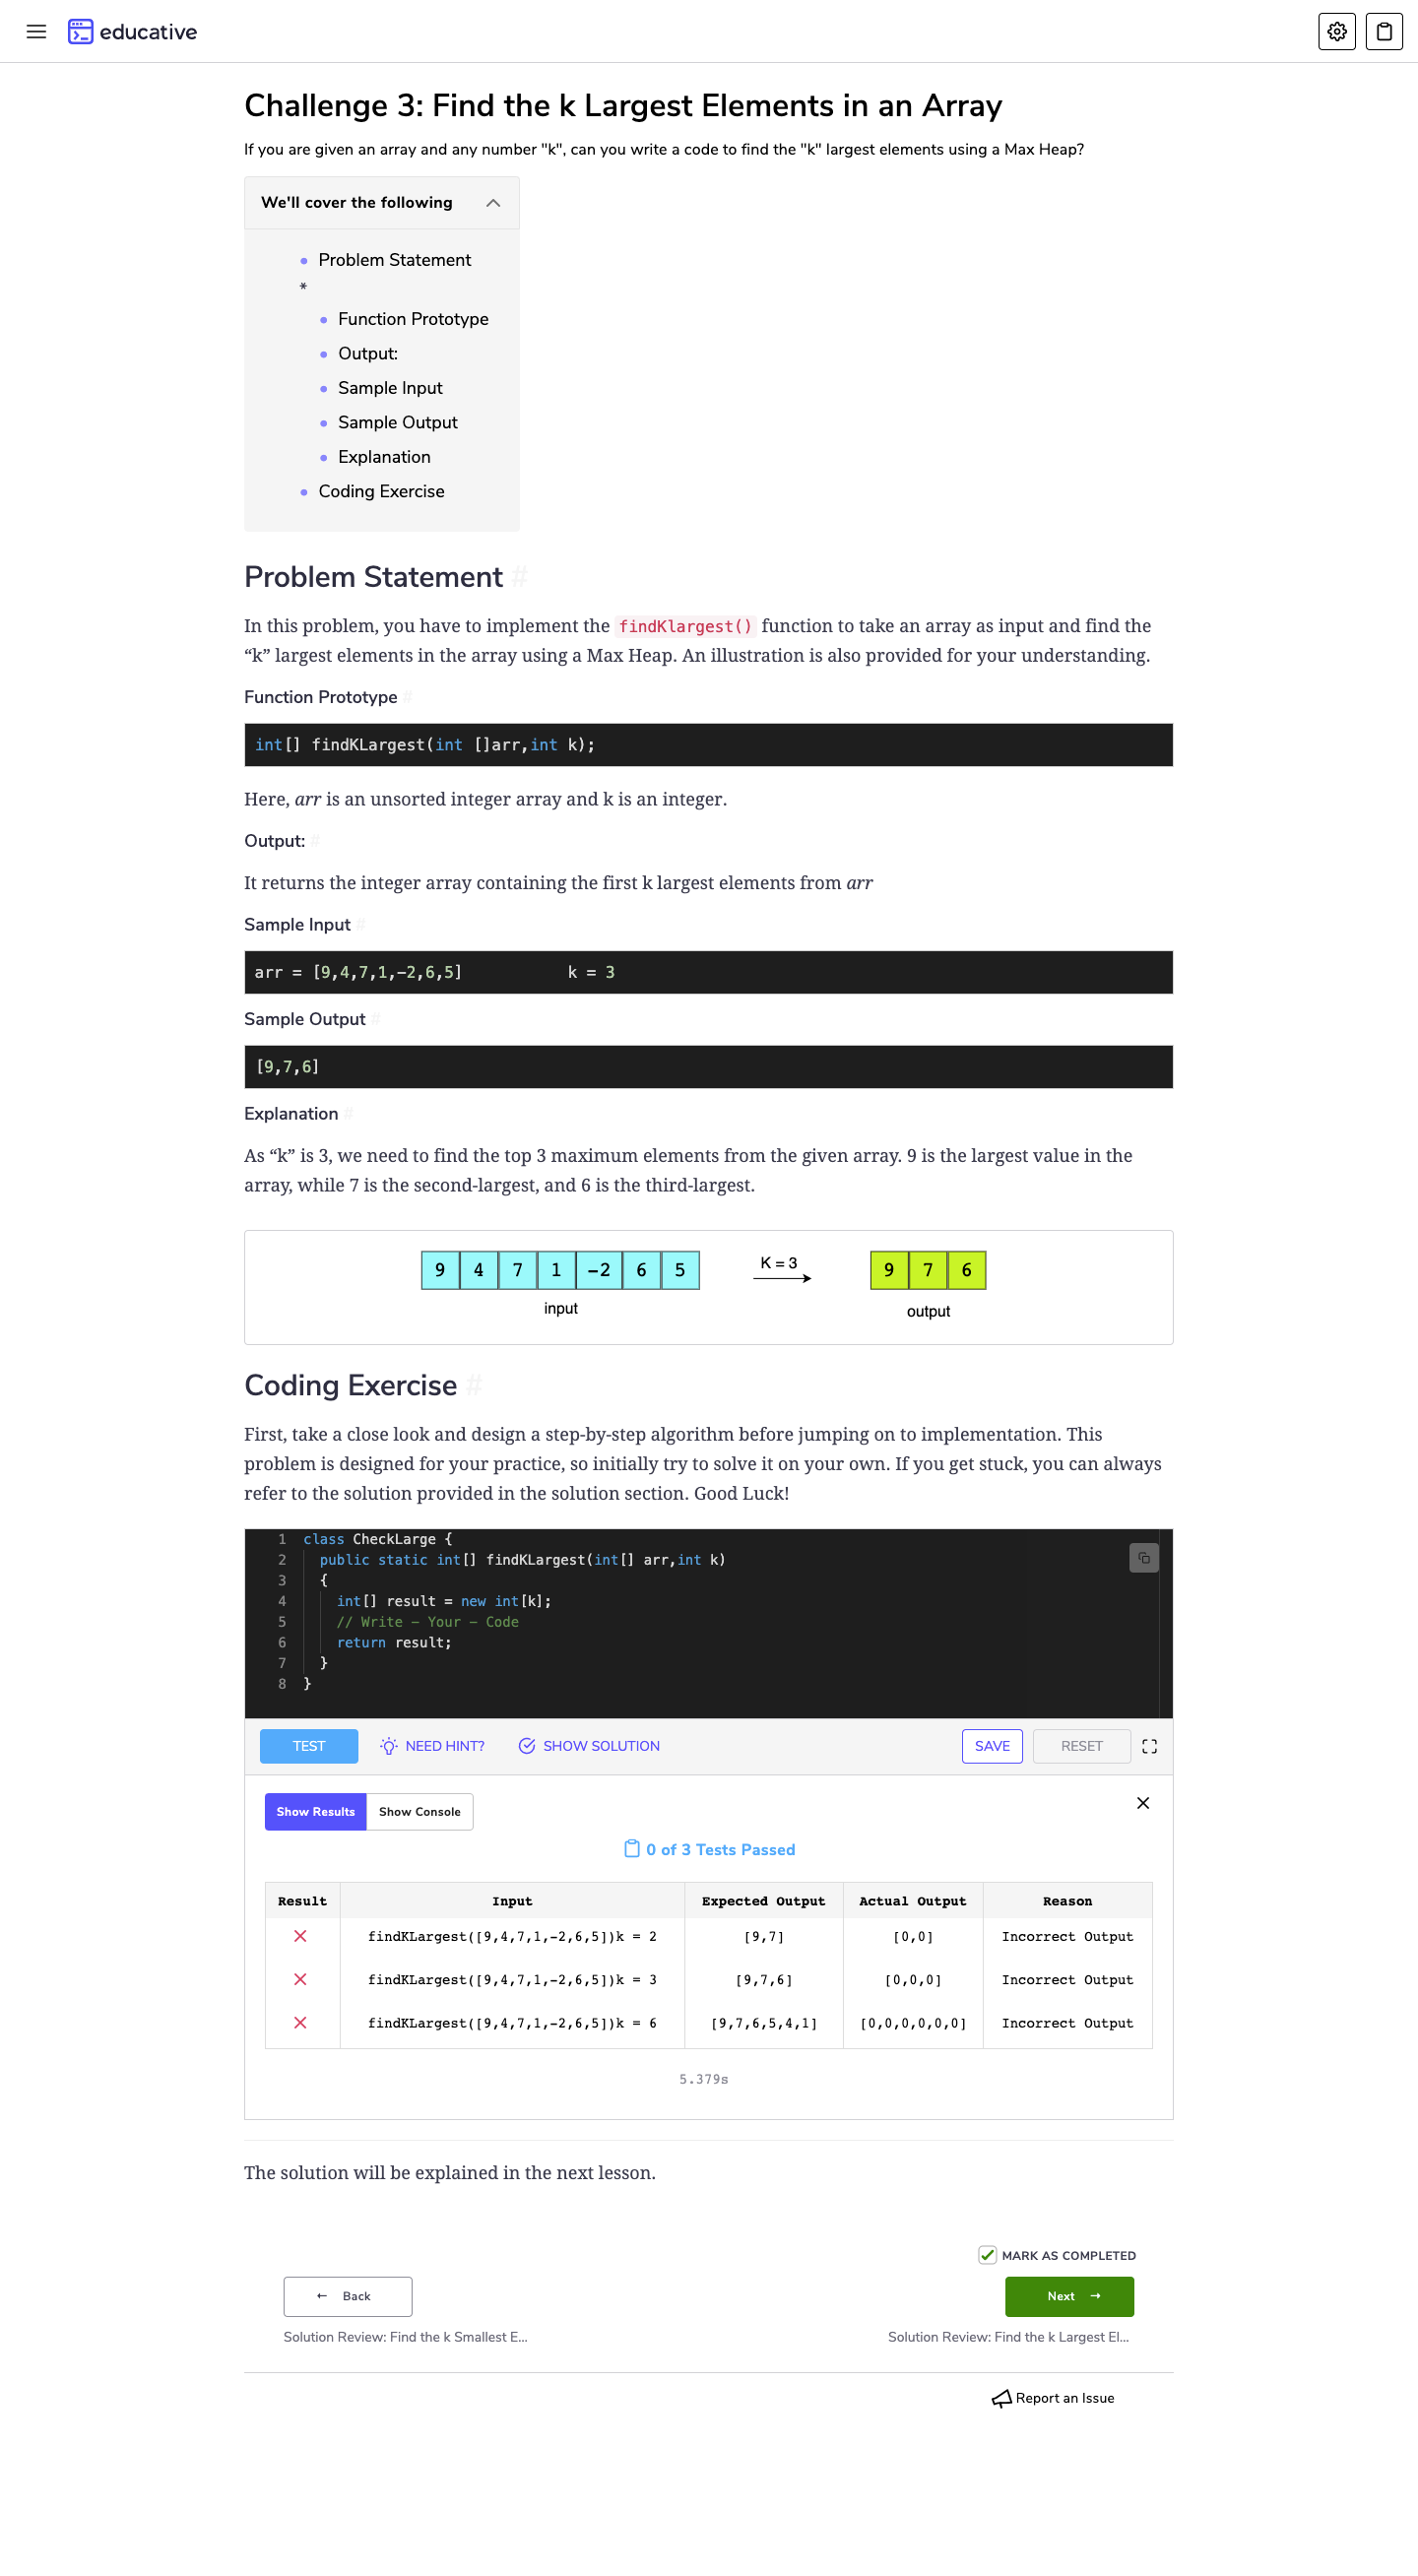 educative
Challenge 3: Find the k Largest Elements in an Array
If you are given an array and any number "k", can you write a code to find the "k" largest elements using a Max Heap?
We'll cover the following
Problem Statement
*
Function Prototype
Output:
Sample Input
Sample Output
Explanation
Coding Exercise
Problem Statement #
In this problem, you have to implement the findKlargest() function to take an array as input and find the
“k” largest elements in the array using a Max Heap. An illustration is also provided for your understanding.
Function Prototype #
int[] findKLargest(int []arr,int k);
Here, arr is an unsorted integer array and k is an integer.
Output: #
It returns the integer array containing the first k largest elements from arr
Sample Input #
arr = [9,4,7,1,-2,6,5] k = 3
Sample Output #
[9,7,6]
Explanation #
As “k” is 3, we need to find the top 3 maximum elements from the given array. 9 is the largest value in the
array, while 7 is the second-largest, and 6 is the third-largest.
9 4 7 1 -2 6 5 K = 3 9 7 6
input output
Coding Exercise #
First, take a close look and design a step-by-step algorithm before jumping on to implementation. This
problem is designed for your practice, so initially try to solve it on your own. If you get stuck, you can always
refer to the solution provided in the solution section. Good Luck!
1 class CheckLarge {
2 public static int[] findKLargest(int[] arr,int k)
3 {
4 int[] result = new int[k];
5 // Write - Your - Code
6 return result;
7 }
8 }
TEST NEED HINT? SHOW SOLUTION SAVE RESET
Show Results Show Console
0 of 3 Tests Passed
Result Input Expected Output Actual Output Reason
findKLargest([9,4,7,1,-2,6,5])k = 2 [9,7] [0,0] Incorrect Output
findKLargest([9,4,7,1,-2,6,5])k = 3 [9,7,6] [0,0,0] Incorrect Output
findKLargest([9,4,7,1,-2,6,5])k = 6 [9,7,6,5,4,1] [0,0,0,0,0,0] Incorrect Output
5.379s
The solution will be explained in the next lesson.
MARK AS COMPLETED
← Back Next →
Solution Review: Find the k Smallest E... Solution Review: Find the k Largest El...
Report an Issue